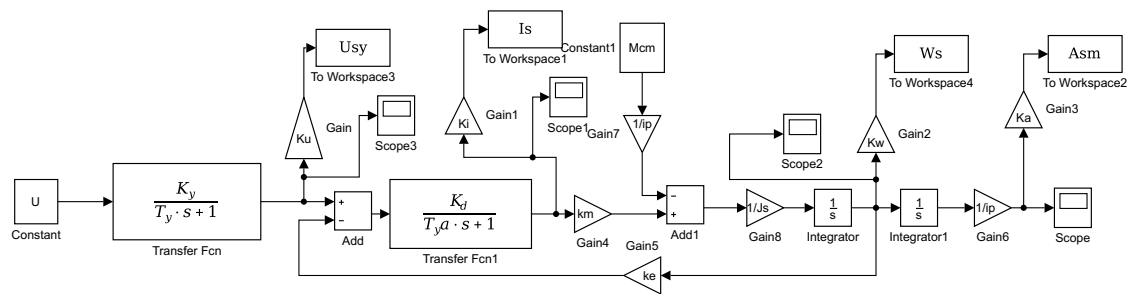 Usy
To Workspace3
Is
To Workspace1
Constant1
Mcm
Ws
To Workspace4
Asm
To Workspace2
Ku
Gain
Scope3
Ki
Gain1
Scope1
Gain7
1/ip
Scope2
Kw
Gain2
Ka
Gain3
U
Constant
K_y
T_y · s + 1
Transfer Fcn
+
−
Add
K_d
T_y a · s + 1
Transfer Fcn1
km
Gain4
−
+
Add1
1/Js
Gain8
1
s
Integrator
1
s
Integrator1
1/ip
Gain6
Scope
Gain5
ke